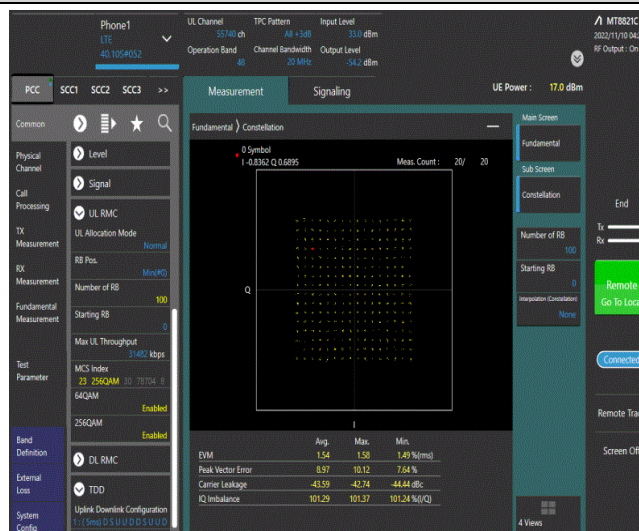 Phone1
LTE
40.105#052
UL Channel
55740 ch
TPC Pattern
All +3dB
Input Level
33.0 dBm
Operation Band
48
Channel Bandwidth
20 MHz
Output Level
-54.2 dBm
MT8821C
2022/11/10 04:2
RF Output : On
PCC
SCC1
SCC2
SCC3
>>
Measurement
Signaling
UE Power : 17.0 dBm
Common
Physical
Channel
Call
Processing
TX
Measurement
RX
Measurement
Fundamental
Measurement
Test
Parameter
Band
Definition
External
Loss
System
Config
Level
Signal
UL RMC
UL Allocation Mode
Normal
RB Pos.
Min(#0)
Number of RB
100
Starting RB
0
Max UL Throughput
31482 kbps
MCS Index
23 256QAM 30 78704 8
64QAM
Enabled
256QAM
Enabled
DL RMC
TDD
Uplink Downlink Configuration
1 : ( 5ms) D S U U D D S U U D
Fundamental
Constellation
0 Symbol
I -0.8362 Q 0.6895
Meas. Count : 20/ 20
Q
I
Avg. Max. Min.
EVM 1.54 1.58 1.49 %(rms)
Peak Vector Error 8.97 10.12 7.64 %
Carrier Leakage -43.59 -42.74 -44.44 dBc
IQ Imbalance 101.29 101.37 101.24 %(I/Q)
Main Screen
Fundamental
Sub Screen
Constellation
Number of RB
100
Starting RB
0
Interpolation (Constellation)
None
4 Views
End
Tx
Rx
Remote
Go To Loca
Connected
Remote Trac
Screen Off